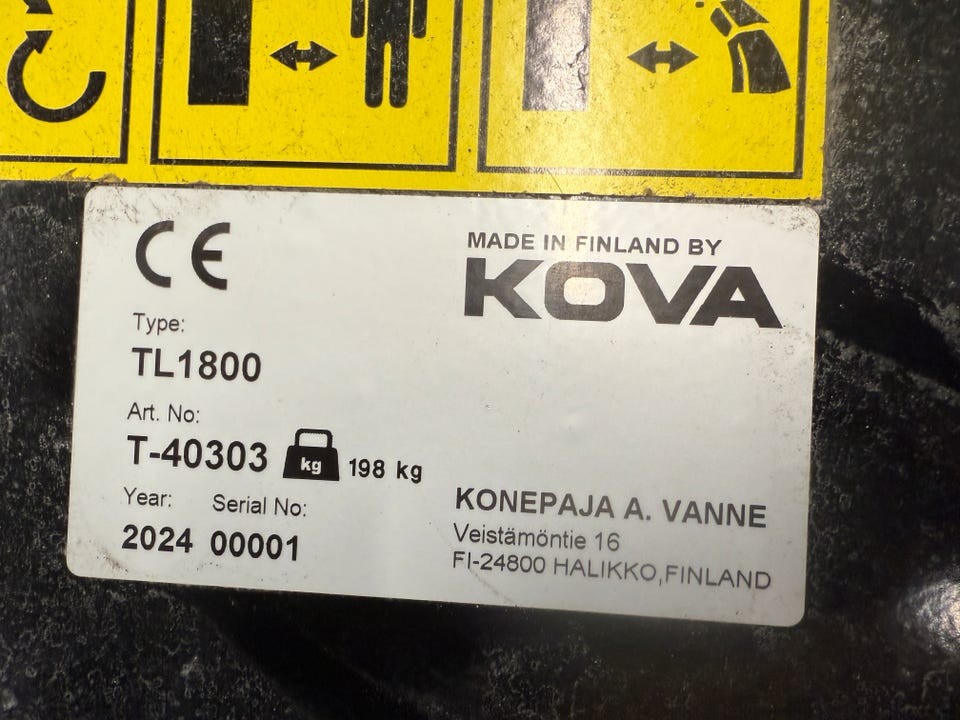 CE
MADE IN FINLAND BY
KOVA
Type:
TL1800
Art. No:
T-40303 kg 198 kg
Year: Serial No:
2024 00001
KONEPAJA A. VANNE
Veistämöntie 16
FI-24800 HALIKKO,FINLAND